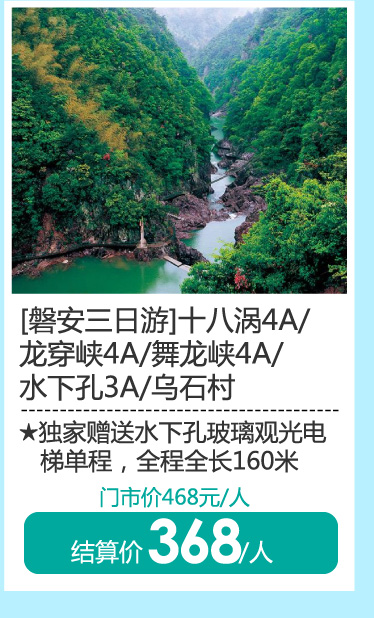 [磐安三日游]十八涡4A/
龙穿峡4A/舞龙峡4A/
水下孔3A/乌石村
★独家赠送水下孔玻璃观光电
梯单程，全程全长160米
门市价468元/人
结算价368/人